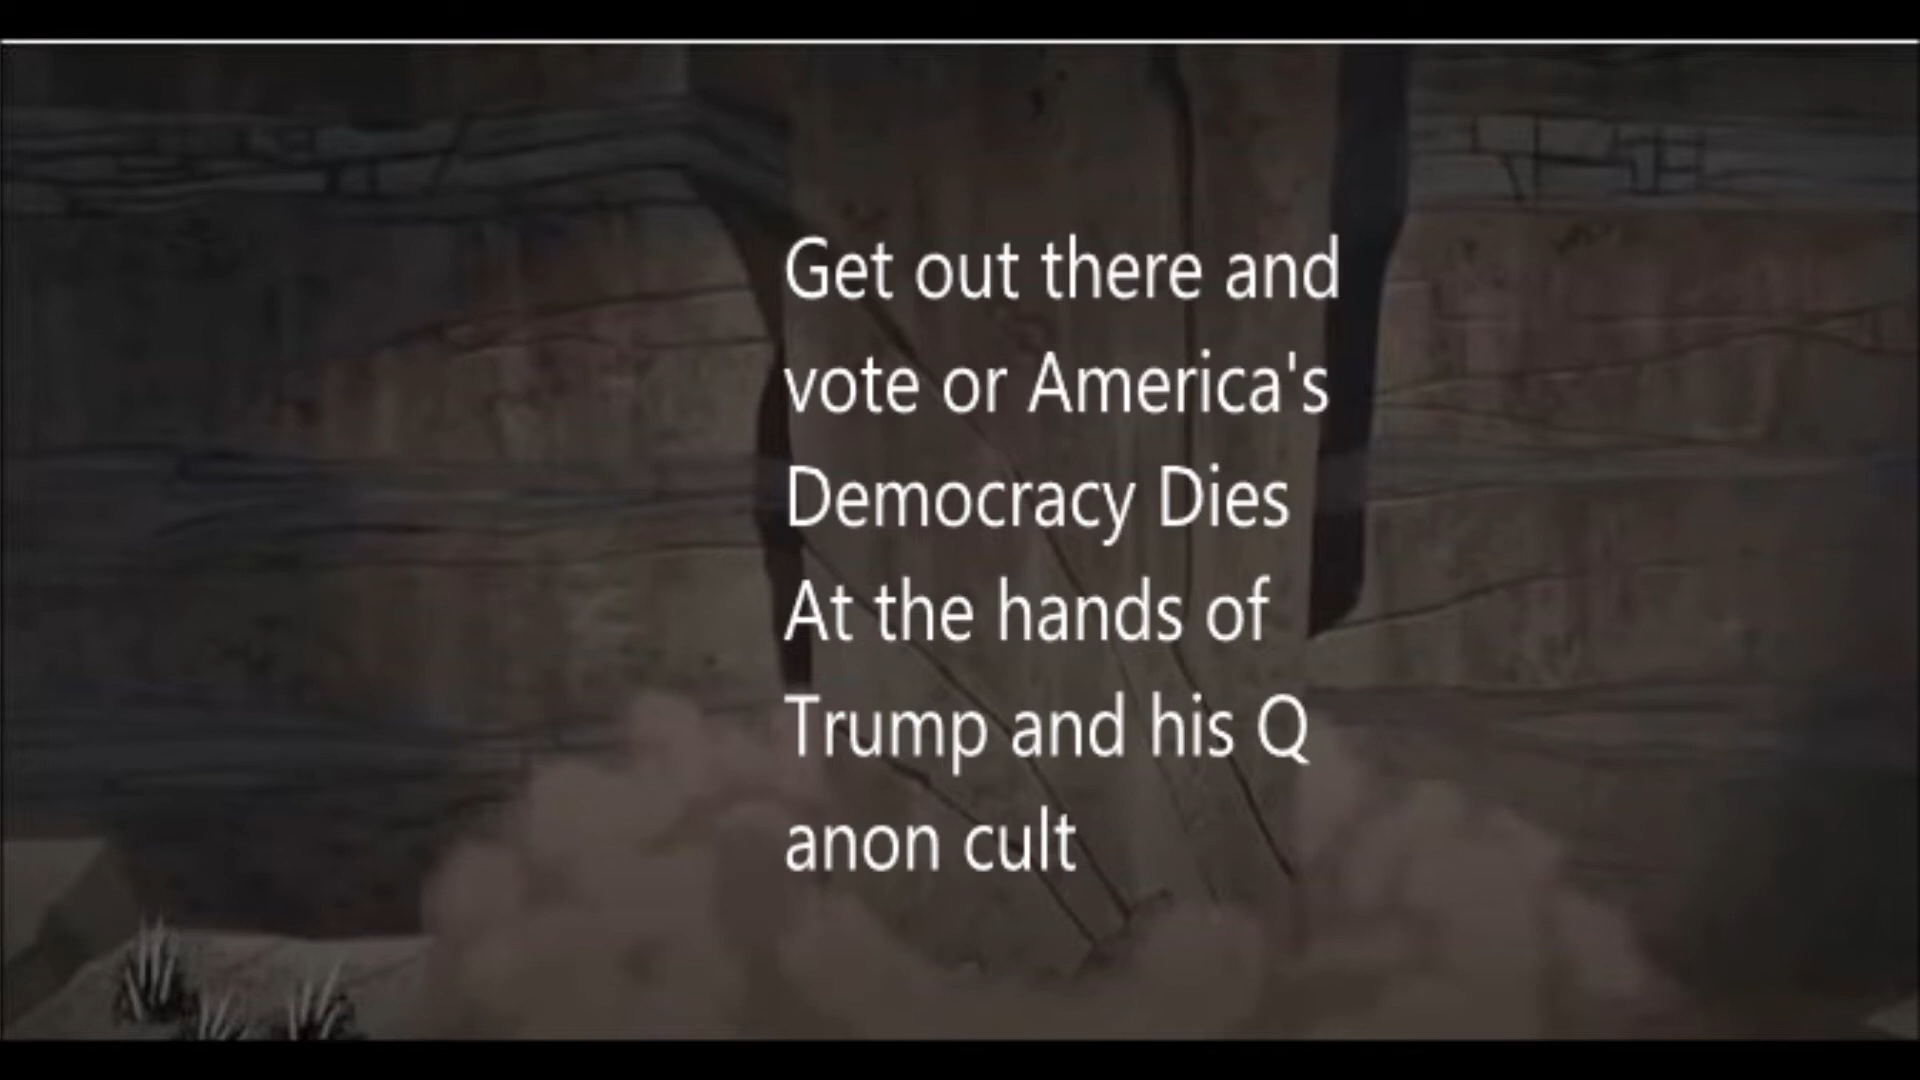 Get out there and
vote or America's
Democracy Dies
At the hands of
Trump and his Q
anon cult